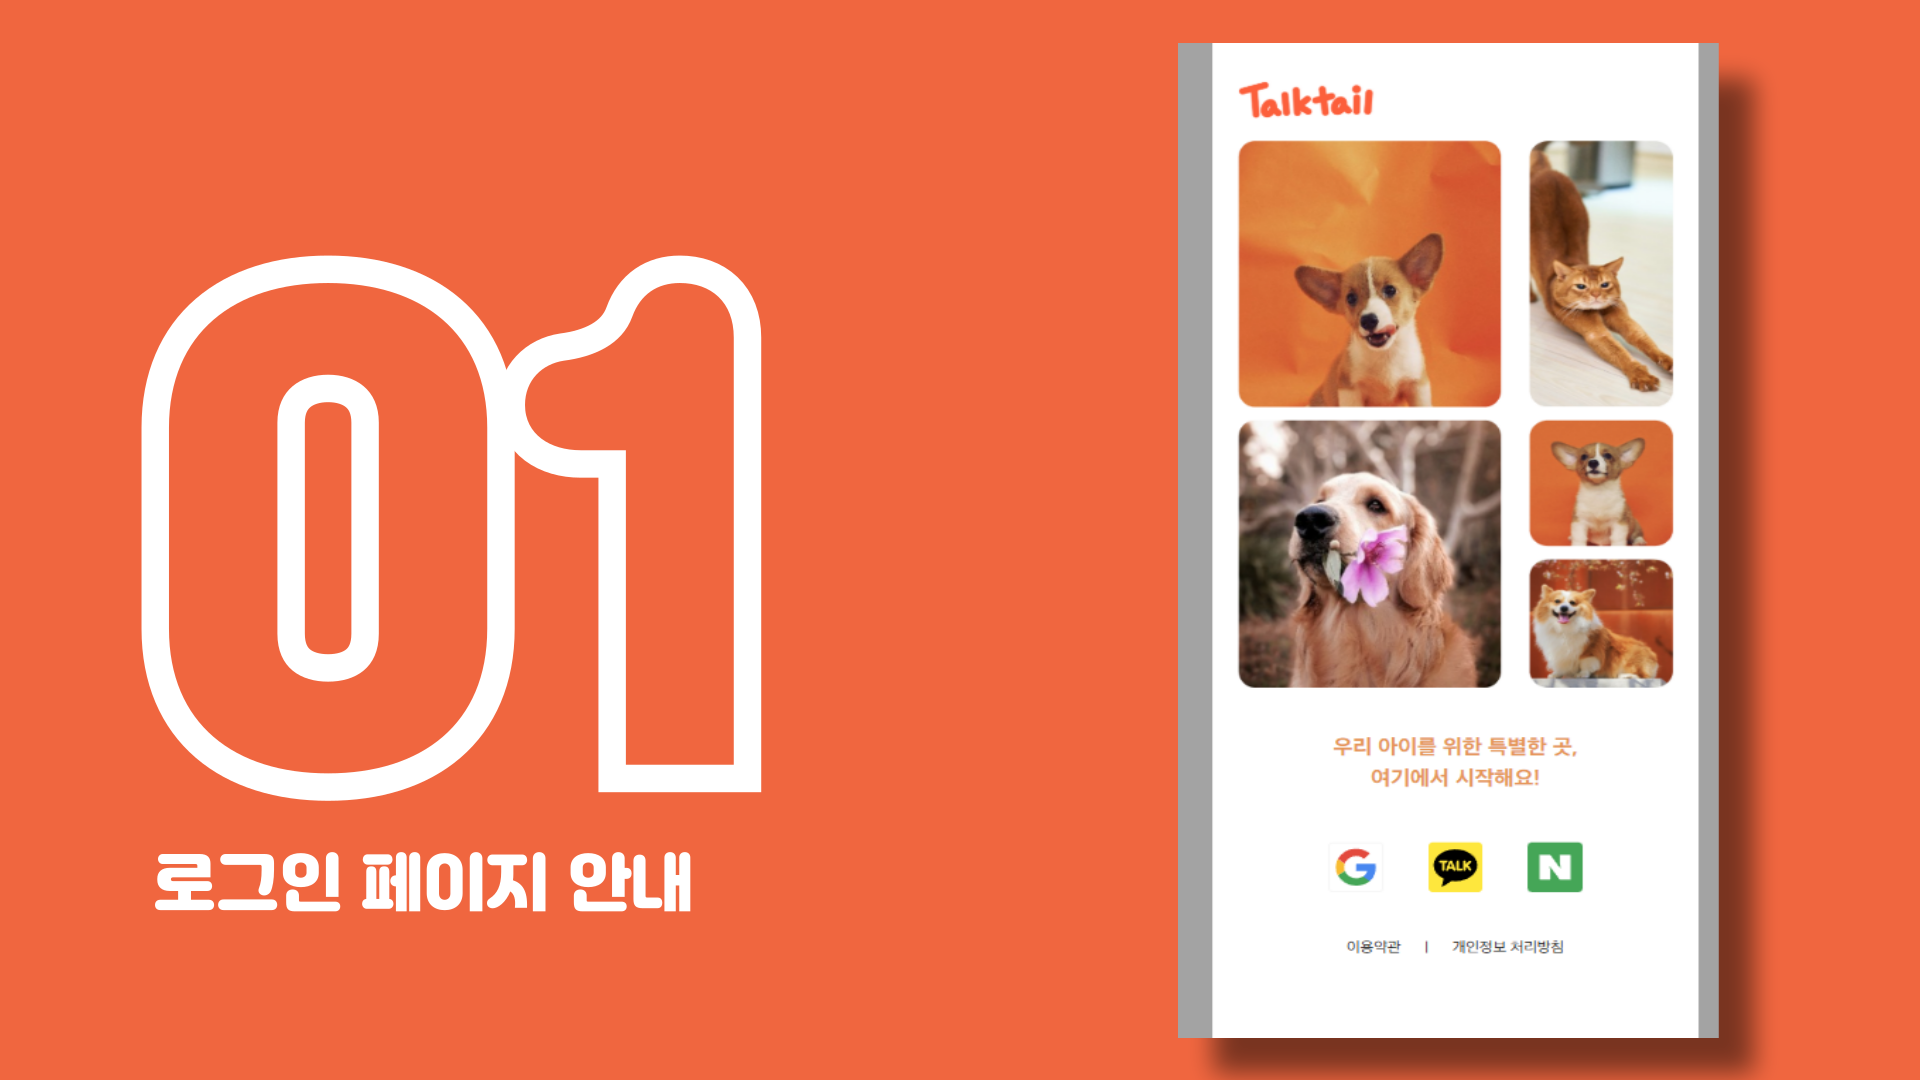 01
로그인 페이지 안내
Talktail
우리 아이를 위한 특별한 곳,
여기에서 시작해요!
G
TALK
N
이용약관 | 개인정보 처리방침